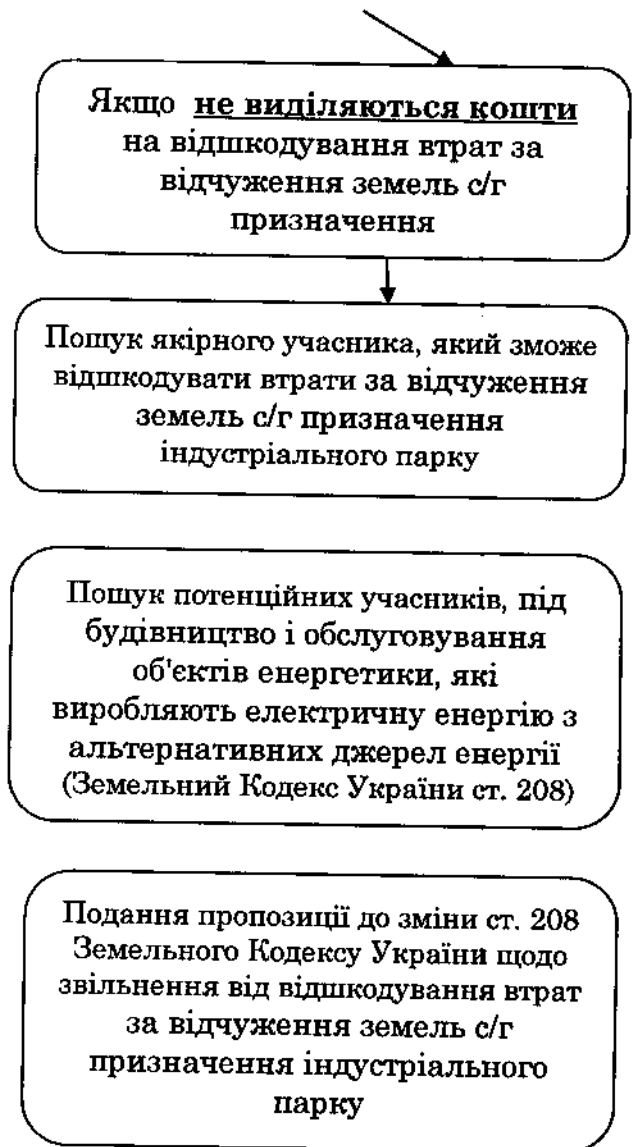 Якщо не виділяються кошти
на відшкодування втрат за
відчуження земель с/г
призначення
Пошук якірного учасника, який зможе
відшкодувати втрати за відчуження
земель с/г призначення
індустріального парку
Пошук потенційних учасників, під
будівництво і обслуговування
об'єктів енергетики, які
виробляють електричну енергію з
альтернативних джерел енергії
(Земельний Кодекс України ст. 208)
Подання пропозиції до зміни ст. 208
Земельного Кодексу України щодо
звільнення від відшкодування втрат
за відчуження земель с/г
призначення індустріального
парку